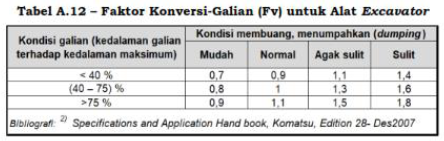 Tabel A.12 – Faktor Konversi-Galian (Fv) untuk Alat Excavator
Kondisi galian (kedalaman galian terhadap kedalaman maksimum) Kondisi membuang, menumpahkan (dumping)
Mudah Normal Agak sulit Sulit
< 40 % 0,7 0,9 1,1 1,4
(40 – 75) % 0,8 1 1,3 1,6
>75 % 0,9 1,1 1,5 1,8
Bibliografi: 2) Specifications and Application Hand book, Komatsu, Edition 28- Des2007